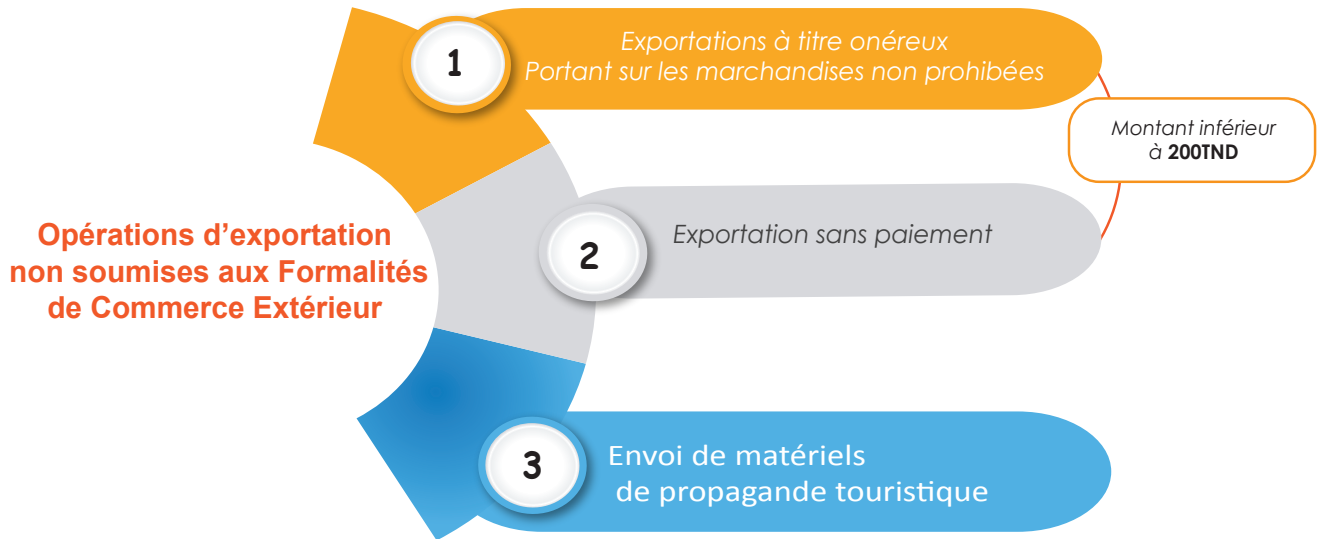 Opérations d’exportation
non soumises aux Formalités
de Commerce Extérieur
1
Exportations à titre onéreux
Portant sur les marchandises non prohibées
Montant inférieur
à 200TND
2
Exportation sans paiement
3
Envoi de matériels
de propagande touristique